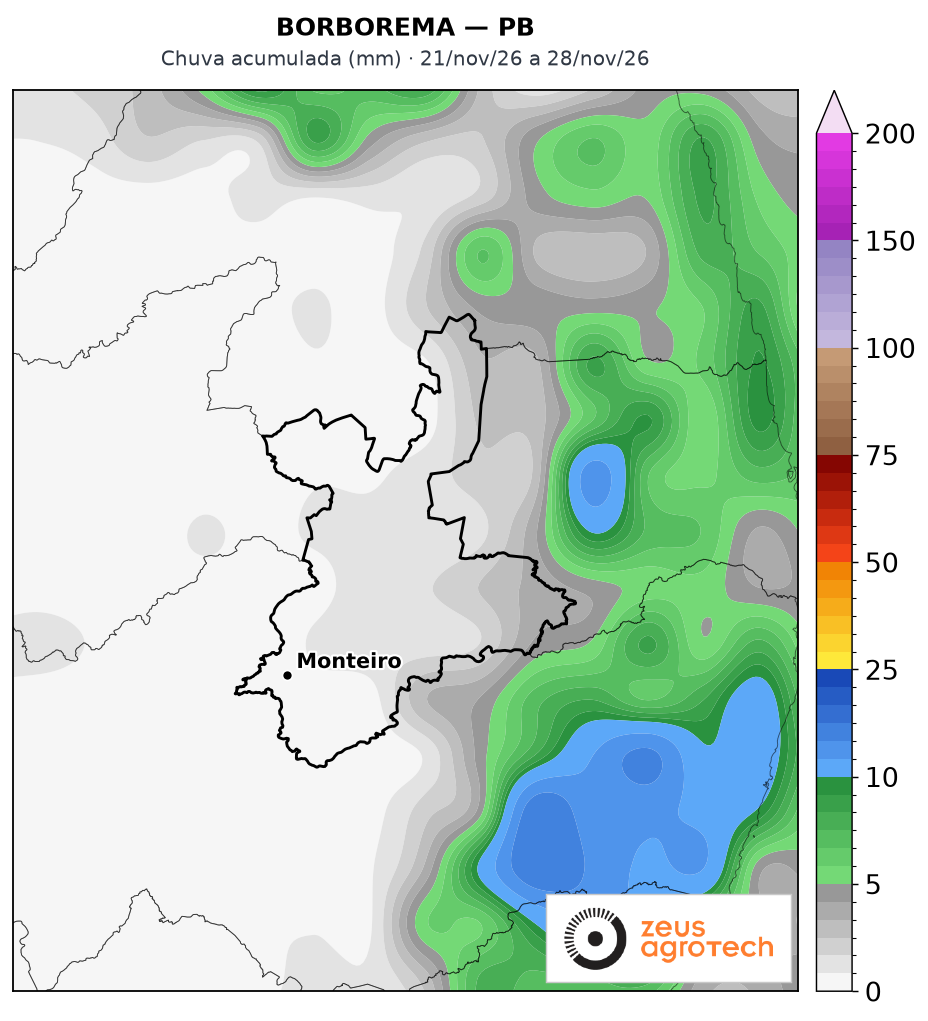 BORBOREMA — PB
Chuva acumulada (mm) · 21/nov/26 a 28/nov/26
200
150
100
75
50
25
10
5
0
Monteiro
zeus
agrotech